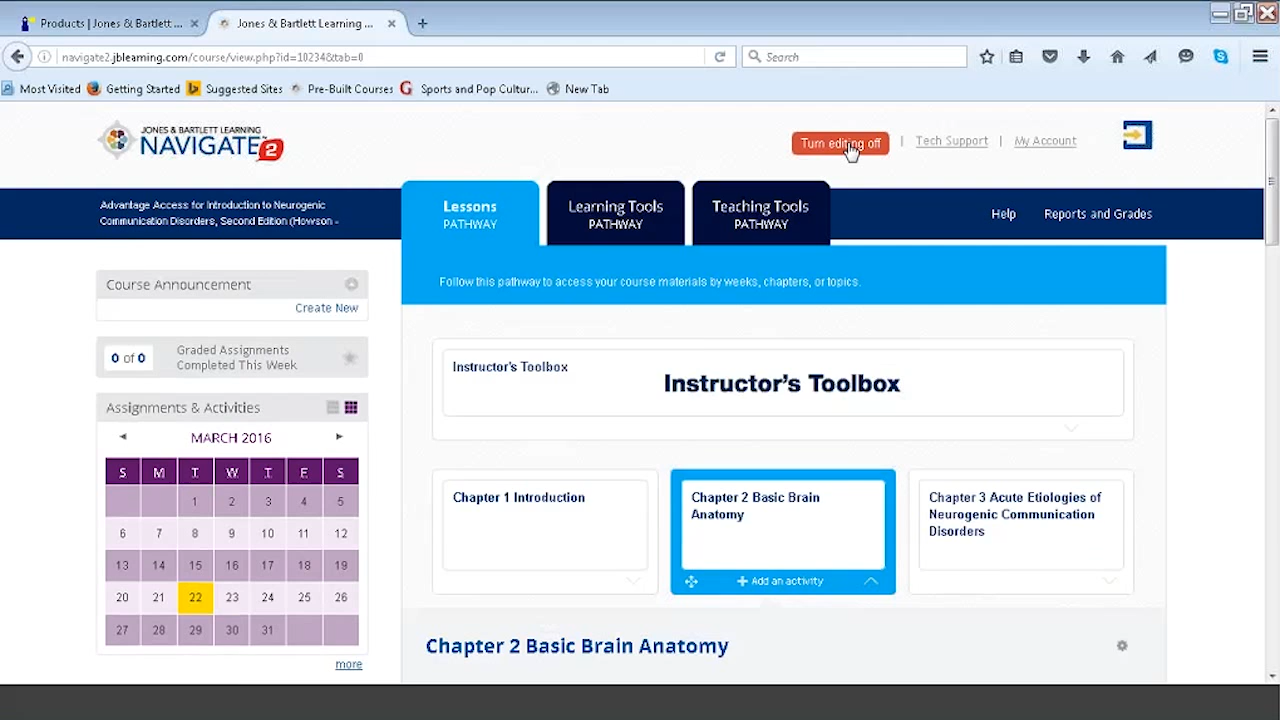 Products | Jones & Bartlett ...
Jones & Bartlett Learning ...
navigate2.jblearning.com/course/view.php?id=10234&tab=0
Search
Most Visited
Getting Started
Suggested Sites
Pre-Built Courses
Sports and Pop Cultur...
New Tab
JONES & BARTLETT LEARNING
NAVIGATE 2
Turn editing off
Tech Support
My Account
Advantage Access for Introduction to Neurogenic
Communication Disorders, Second Edition (Howson -
Lessons
PATHWAY
Learning Tools
PATHWAY
Teaching Tools
PATHWAY
Help
Reports and Grades
Follow this pathway to access your course materials by weeks, chapters, or topics.
Course Announcement
Create New
0 of 0
Graded Assignments
Completed This Week
Assignments & Activities
MARCH 2016
S M T W T F S
1 2 3 4 5
6 7 8 9 10 11 12
13 14 15 16 17 18 19
20 21 22 23 24 25 26
27 28 29 30 31
more
Instructor's Toolbox
Instructor's Toolbox
Chapter 1 Introduction
Chapter 2 Basic Brain
Anatomy
Add an activity
Chapter 3 Acute Etiologies of
Neurogenic Communication
Disorders
Chapter 2 Basic Brain Anatomy